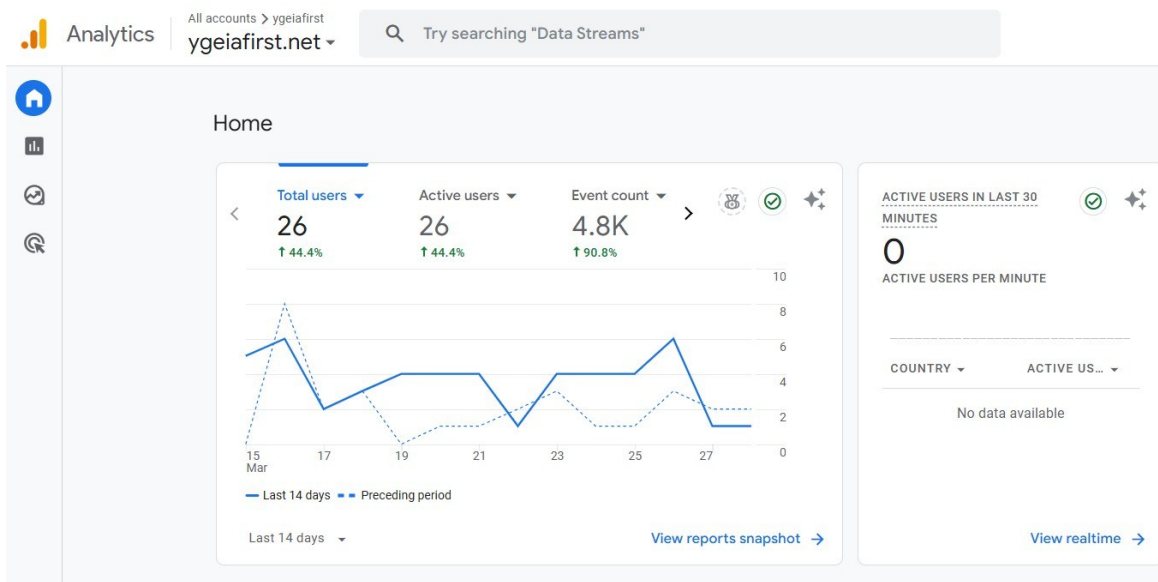 Analytics
All accounts > ygeiafirst
ygeiafirst.net
Try searching "Data Streams"
Home
Total users
26
↑ 44.4%
Active users
26
↑ 44.4%
Event count
4.8K
↑ 90.8%
10
8
6
4
2
0
15
Mar
17
19
21
23
25
27
Last 14 days
Preceding period
Last 14 days
View reports snapshot →
ACTIVE USERS IN LAST 30
MINUTES
0
ACTIVE USERS PER MINUTE
COUNTRY
ACTIVE US...
No data available
View realtime →